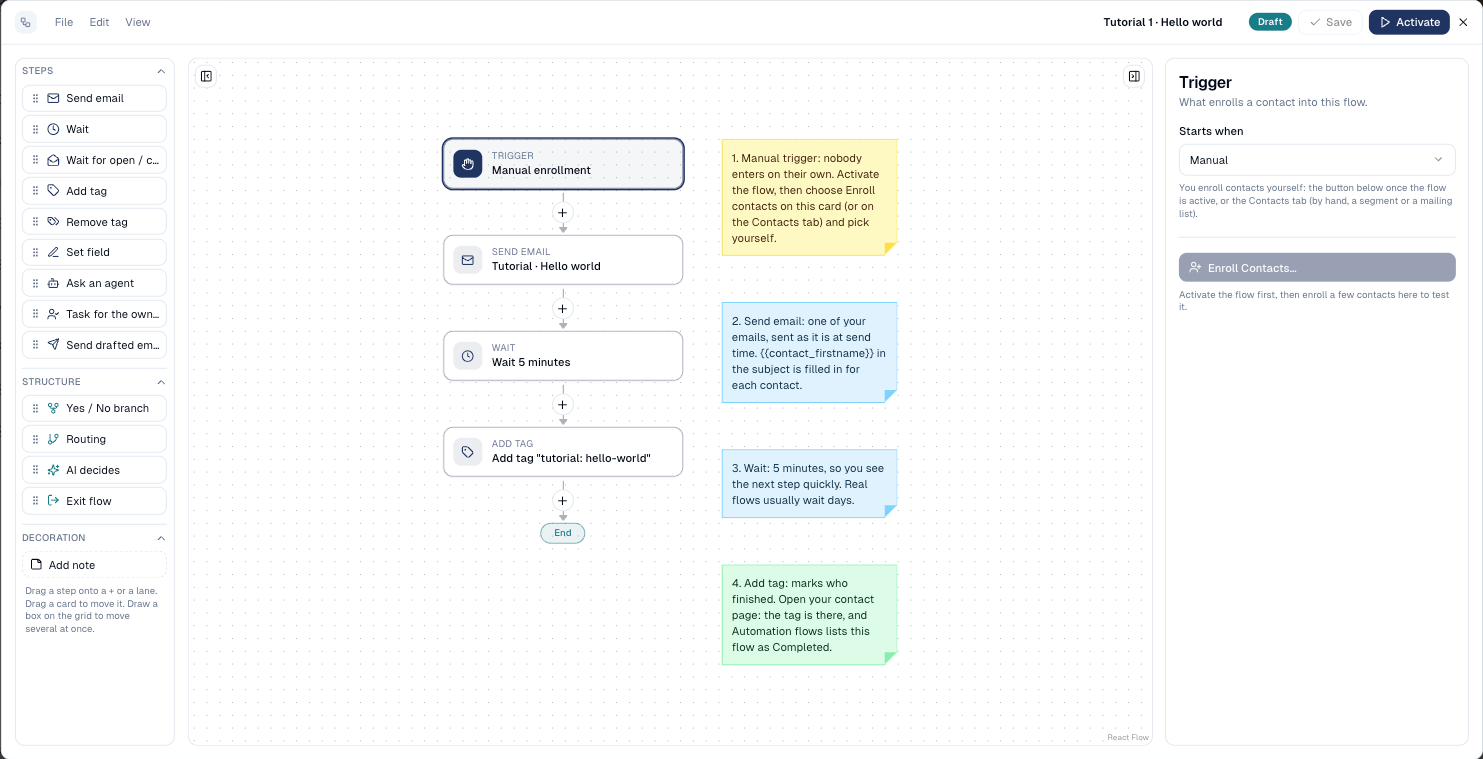 File Edit View
Tutorial 1 · Hello world
Draft
Save
Activate
STEPS
Send email
Wait
Wait for open / c...
Add tag
Remove tag
Set field
Ask an agent
Task for the own...
Send drafted em...
STRUCTURE
Yes / No branch
Routing
AI decides
Exit flow
DECORATION
Add note
Drag a step onto a + or a lane.
Drag a card to move it. Draw a
box on the grid to move
several at once.
TRIGGER
Manual enrollment
SEND EMAIL
Tutorial · Hello world
WAIT
Wait 5 minutes
ADD TAG
Add tag "tutorial: hello-world"
End
1. Manual trigger: nobody
enters on their own. Activate
the flow, then choose Enroll
contacts on this card (or on
the Contacts tab) and pick
yourself.
2. Send email: one of your
emails, sent as it is at send
time. {{contact_firstname}} in
the subject is filled in for
each contact.
3. Wait: 5 minutes, so you see
the next step quickly. Real
flows usually wait days.
4. Add tag: marks who
finished. Open your contact
page: the tag is there, and
Automation flows lists this
flow as Completed.
React Flow
Trigger
What enrolls a contact into this flow.
Starts when
Manual
You enroll contacts yourself: the button below once the flow
is active, or the Contacts tab (by hand, a segment or a mailing
list).
Enroll Contacts...
Activate the flow first, then enroll a few contacts here to test
it.